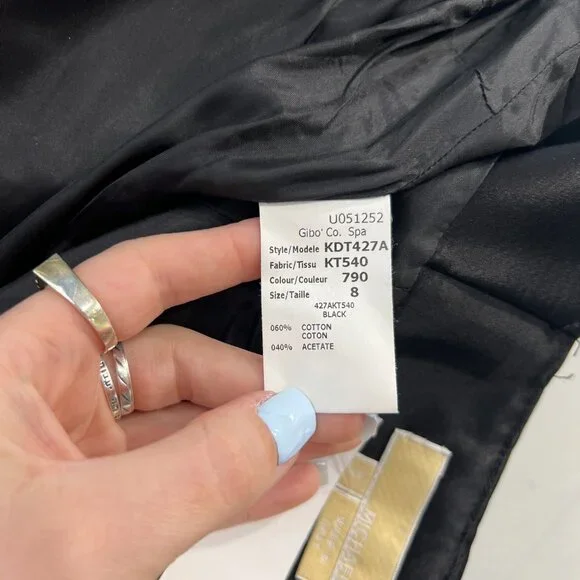 U051252
Gibo' Co. Spa
Style/Modele KDT427A
Fabric/Tissu KT540
Colour/Couleur 790
Size/Taille 8
427AKT540
BLACK
060% COTTON
COTON
040% ACETATE
MICHAEL